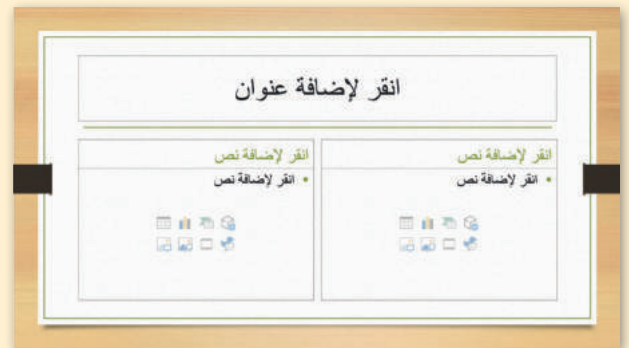 انقر لإضافة عنوان
انقر لإضافة نص
• انقر لإضافة نص
انقر لإضافة نص
• انقر لإضافة نص